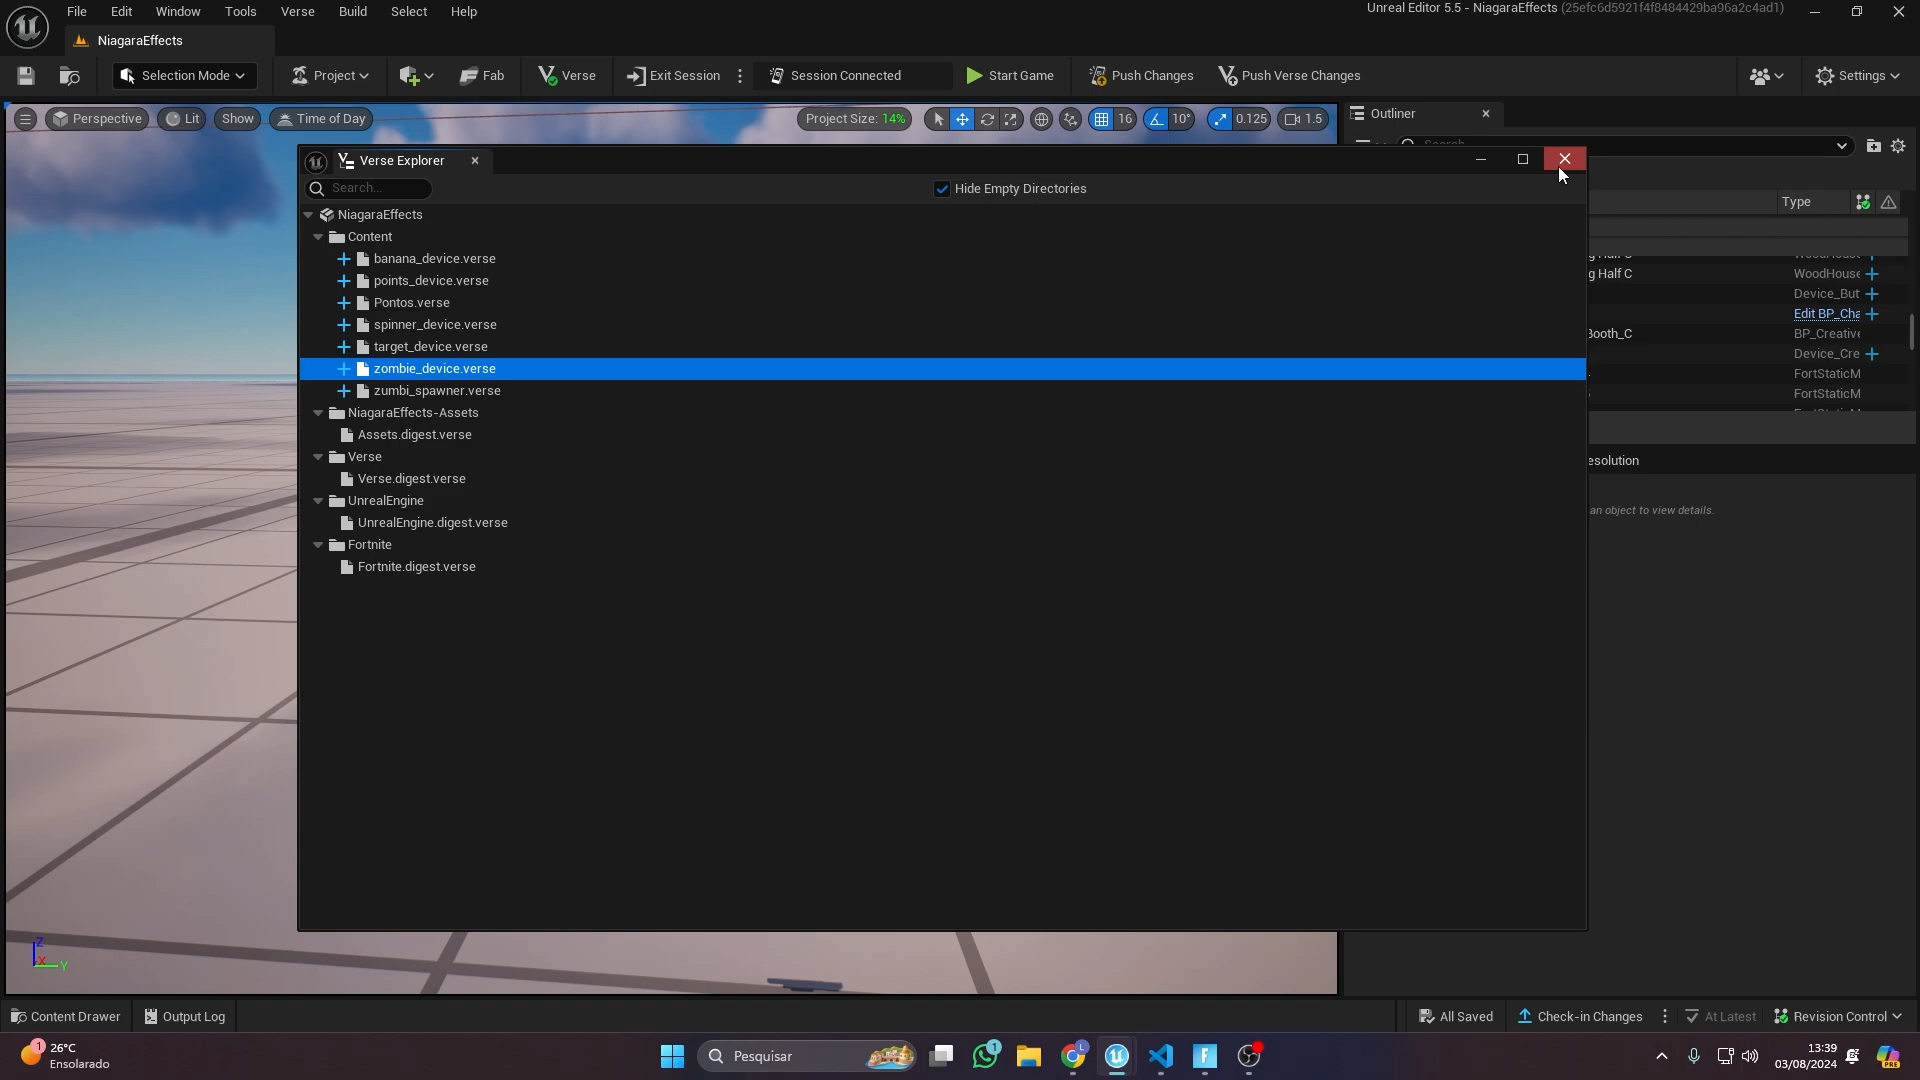 File Edit Window Tools Verse Build Select Help
Unreal Editor 5.5 - NiagaraEffects (25efc6d5921f4f8484429ba96a2c4ad1)
NiagaraEffects
Selection Mode Project Fab Verse Exit Session Session Connected Start Game Push Changes Push Verse Changes Settings
Perspective Lit Show Time of Day Project Size: 14% 16 10° 0.125 1.5
Outliner
Verse Explorer
Search... Hide Empty Directories
Type
NiagaraEffects
Content
banana_device.verse
points_device.verse
Pontos.verse
spinner_device.verse
target_device.verse
zombie_device.verse
zumbi_spawner.verse
NiagaraEffects-Assets
Assets.digest.verse
Verse
Verse.digest.verse
UnrealEngine
UnrealEngine.digest.verse
Fortnite
Fortnite.digest.verse
g Half C WoodHouse
Device_But
Edit BP_Cha
Booth_C BP_Creative
Device_Cre
FortStaticM
FortStaticM
esolution
an object to view details.
Z
X
Y
Content Drawer Output Log All Saved Check-in Changes At Latest Revision Control
1 26°C
Ensolarado
Pesquisar
1
L
13:39
03/08/2024
PRE